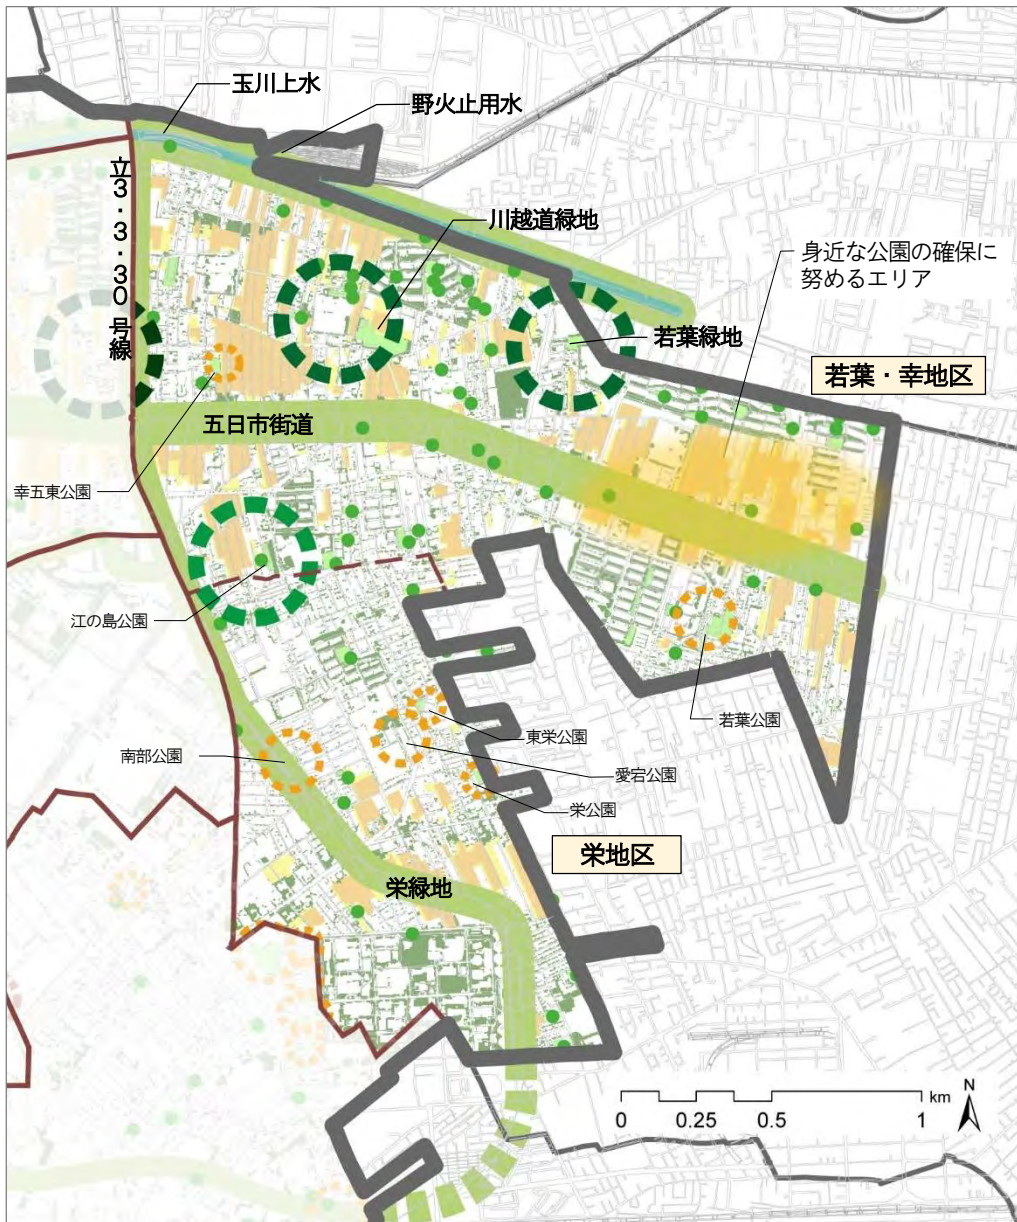 玉川上水
野火止用水
立3・3・30号線
川越道緑地
身近な公園の確保に
努めるエリア
若葉緑地
若葉・幸地区
五日市街道
幸五東公園
江の島公園
若葉公園
東栄公園
南部公園
愛宕公園
栄公園
栄地区
栄緑地
km
N
0 0.25 0.5 1